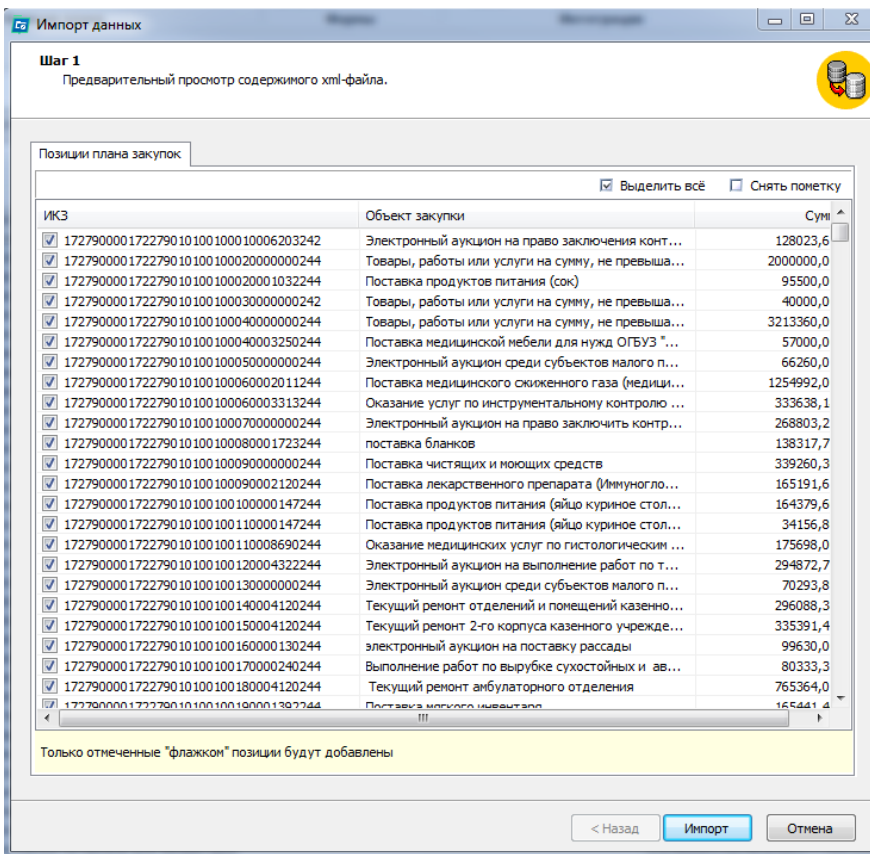 Импорт данных
Шаг 1
Предварительный просмотр содержимого xml-файла.
Позиции плана закупок
Выделить всё Снять пометку
ИКЗ Объект закупки Сумм
172790000172279010100100010006203242 Электронный аукцион на право заключения конт... 128023,6
172790000172279010100100020000000244 Товары, работы или услуги на сумму, не превыша... 2000000,0
172790000172279010100100020001032244 Поставка продуктов питания (сок) 95500,0
172790000172279010100100030000000242 Товары, работы или услуги на сумму, не превыша... 40000,0
172790000172279010100100040000000244 Товары, работы или услуги на сумму, не превыша... 3213360,0
172790000172279010100100040003250244 Поставка медицинской мебели для нужд ОГБУЗ "... 57000,0
172790000172279010100100050000000244 Электронный аукцион среди субъектов малого п... 66260,0
172790000172279010100100060002011244 Поставка медицинского сжиженного газа (медици... 1254992,0
172790000172279010100100060003313244 Оказание услуг по инструментальному контролю ... 333638,1
172790000172279010100100070000000244 Электронный аукцион на право заключить контр... 268803,2
172790000172279010100100080001723244 поставка бланков 138317,7
172790000172279010100100090000000244 Поставка чистящих и моющих средств 339260,3
172790000172279010100100090002120244 Поставка лекарственного препарата (Иммуногло... 165191,6
172790000172279010100100100000147244 Поставка продуктов питания (яйцо куриное стол... 164379,6
172790000172279010100100110000147244 Поставка продуктов питания (яйцо куриное стол... 34156,8
172790000172279010100100110008690244 Оказание медицинских услуг по гистологическим ... 175698,0
172790000172279010100100120004322244 Электронный аукцион на выполнение работ по т... 294872,7
172790000172279010100100130000000244 Электронный аукцион среди субъектов малого п... 70293,8
172790000172279010100100140004120244 Текущий ремонт отделений и помещений казенно... 296088,3
172790000172279010100100150004120244 Текущий ремонт 2-го корпуса казенного учрежде... 335391,4
172790000172279010100100160000130244 электронный аукцион на поставку рассады 99630,0
172790000172279010100100170000240244 Выполнение работ по вырубке сухостойных и ав... 80333,3
172790000172279010100100180004120244 Текущий ремонт амбулаторного отделения 765364,0
172790000172279010100100190001392244 Поставка мягкого инвентаря 165441,4
Только отмеченные "флажком" позиции будут добавлены
< Назад Импорт Отмена